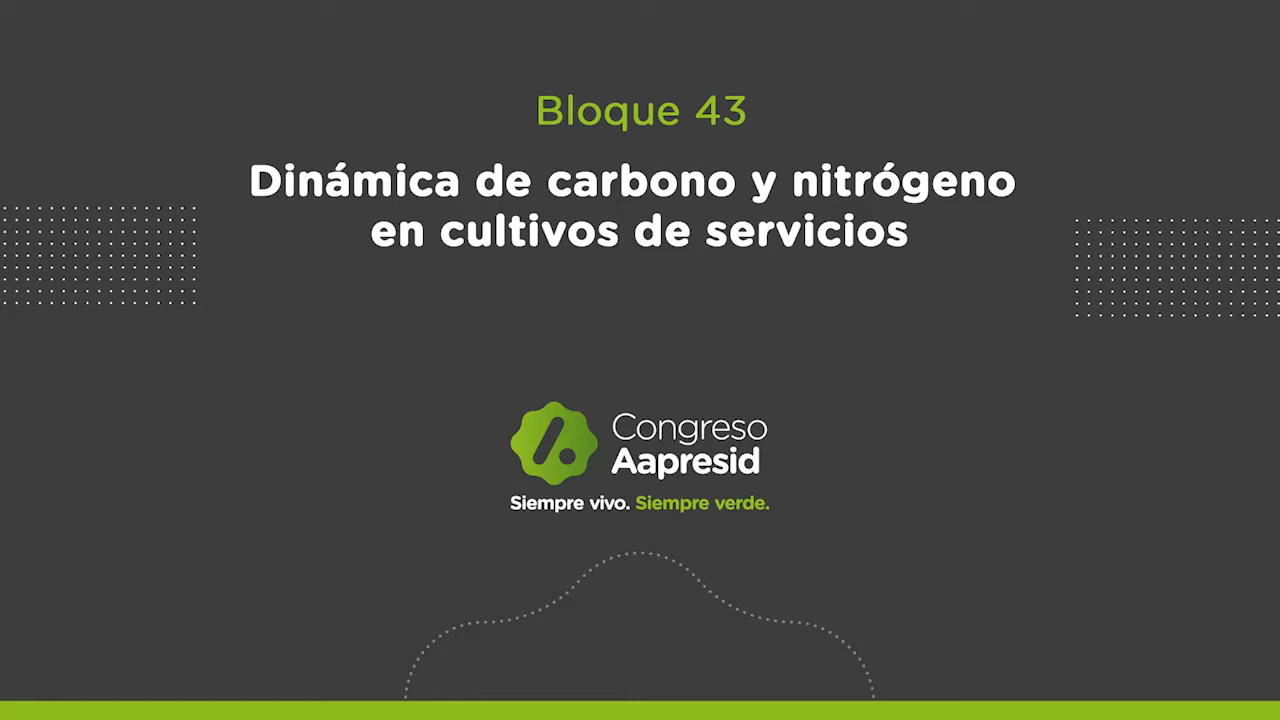 Bloque 43
Dinámica de carbono y nitrógeno
en cultivos de servicios
Congreso
Aapresid
Siempre vivo. Siempre verde.